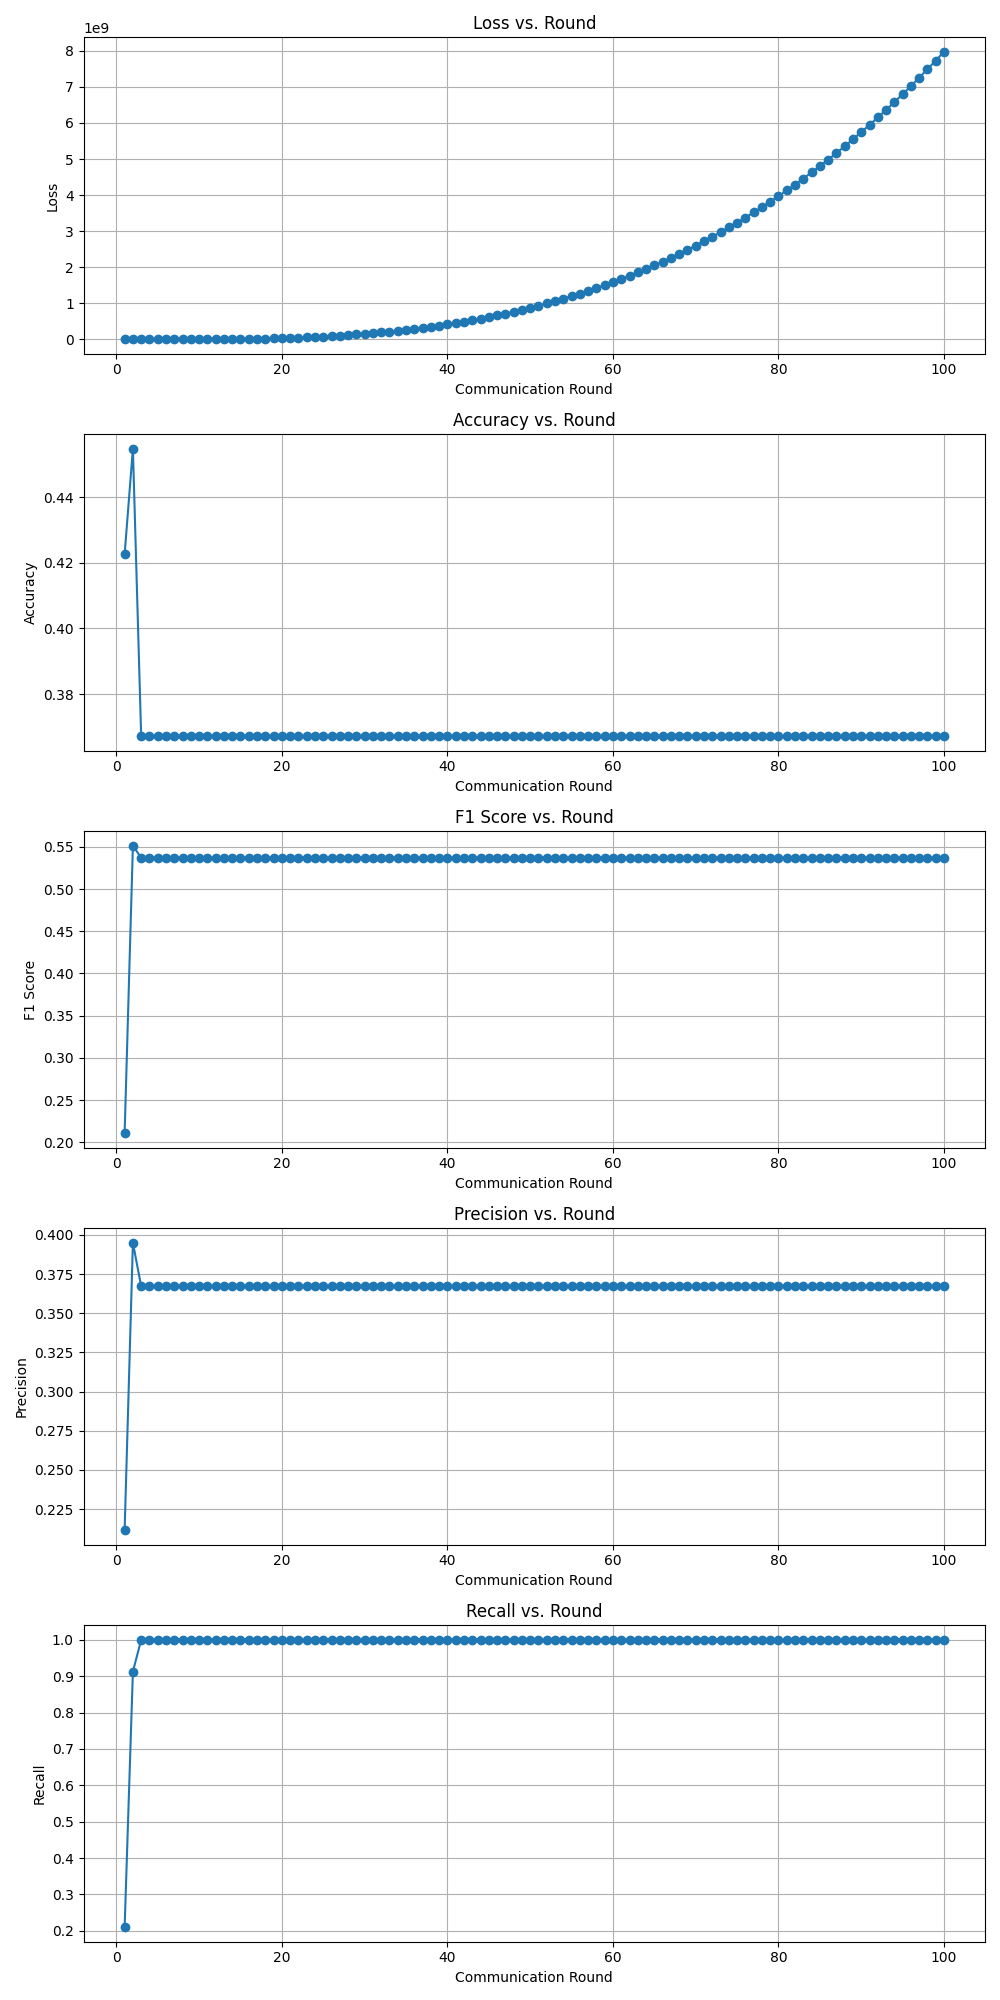 Loss vs. Round
1e9
8
7
6
5
4
3
2
1
0
Loss
0 20 40 60 80 100
Communication Round
Accuracy vs. Round
0.44
0.42
0.40
0.38
Accuracy
0 20 40 60 80 100
Communication Round
F1 Score vs. Round
0.55
0.50
0.45
0.40
0.35
0.30
0.25
0.20
F1 Score
0 20 40 60 80 100
Communication Round
Precision vs. Round
0.400
0.375
0.350
0.325
0.300
0.275
0.250
0.225
Precision
0 20 40 60 80 100
Communication Round
Recall vs. Round
1.0
0.9
0.8
0.7
0.6
0.5
0.4
0.3
0.2
Recall
0 20 40 60 80 100
Communication Round